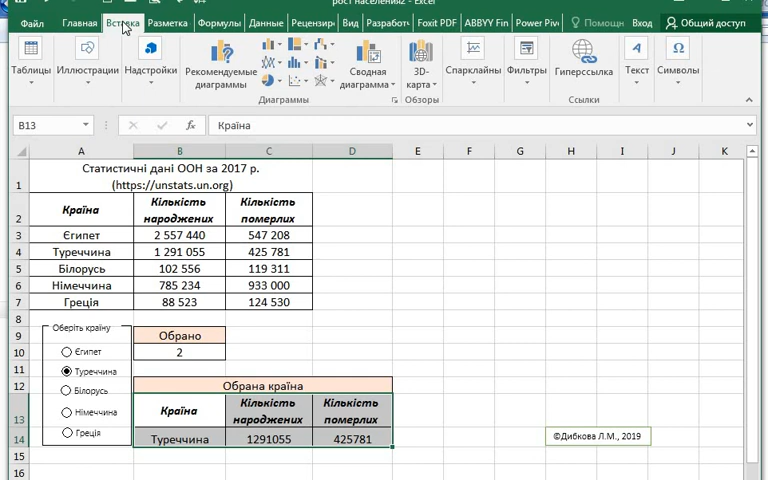 рост населения2 - Excel
Файл Главная Вставка Разметка Формулы Данные Рецензиро Вид Разработч Foxit PDF ABBYY Fin Power Piv Помощн Вход Общий доступ
Таблицы Иллюстрации Надстройки Рекомендуемые диаграммы Сводная диаграмма 3D-карта Спарклайны Фильтры Гиперссылка Текст Символы
Диаграммы Обзоры Ссылки
B13 fx Країна
A B C D E F G H I J K
1 Статистичні дані ООН за 2017 р.
(https://unstats.un.org)
2 Країна Кількість народжених Кількість померлих
3 Єгипет 2 557 440 547 208
4 Туреччина 1 291 055 425 781
5 Білорусь 102 556 119 311
6 Німеччина 785 234 933 000
7 Греція 88 523 124 530
8 Оберіть країну
9 Обрано
10 Єгипет 2
11 Туреччина
12 Білорусь Обрана країна
13 Німеччина Країна Кількість народжених Кількість померлих
14 Греція Туреччина 1291055 425781 ©Дибкова Л.М., 2019
15
16